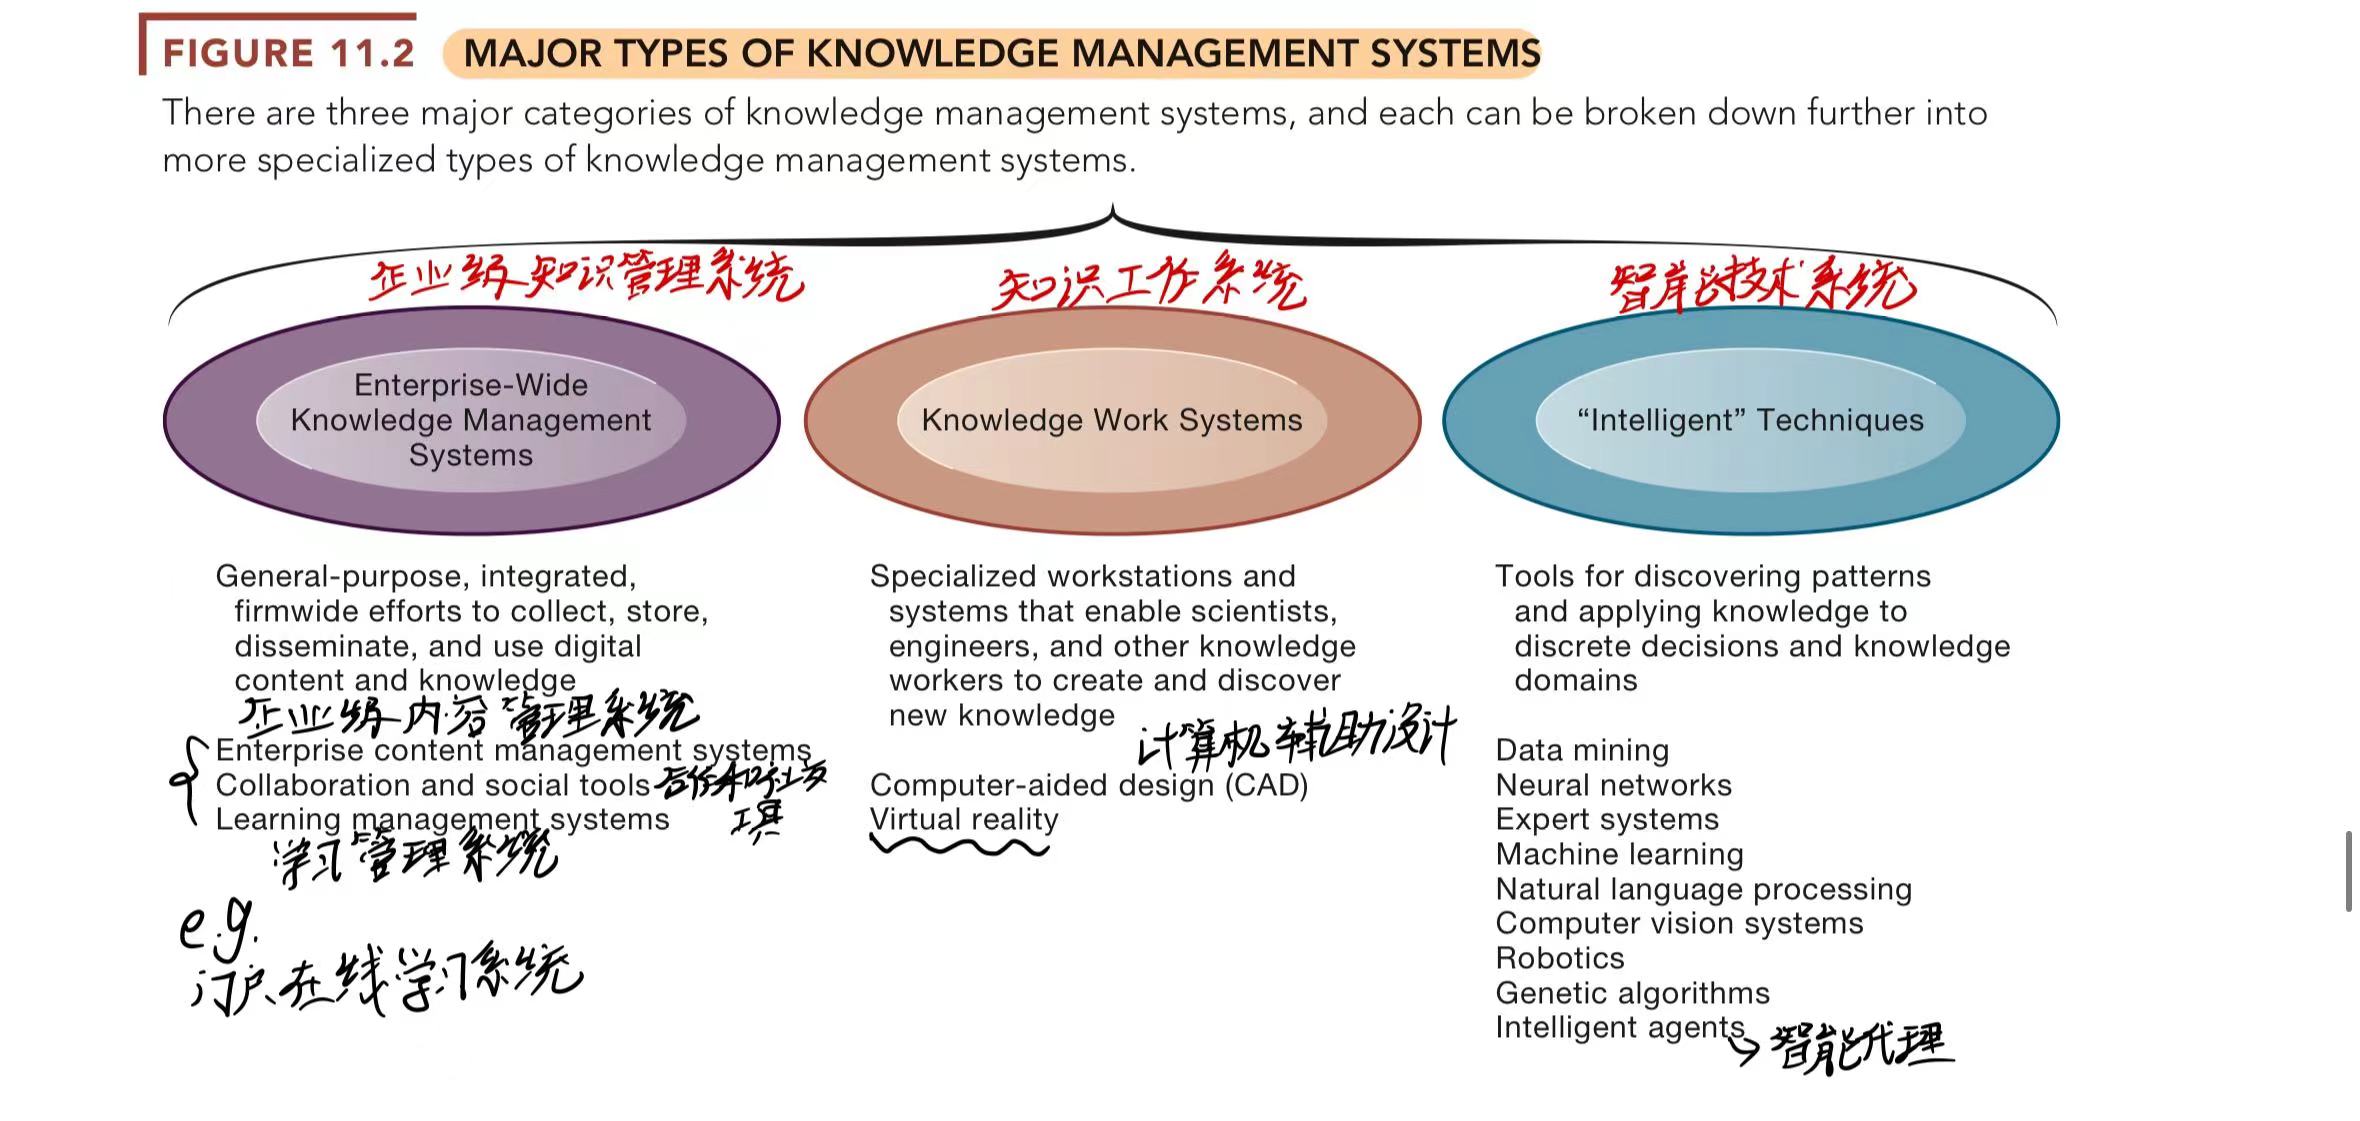 FIGURE 11.2 MAJOR TYPES OF KNOWLEDGE MANAGEMENT SYSTEMS
There are three major categories of knowledge management systems, and each can be broken down further into
more specialized types of knowledge management systems.
企业级知识管理系统
Enterprise-Wide
Knowledge Management
Systems
General-purpose, integrated,
firmwide efforts to collect, store,
disseminate, and use digital
content and knowledge
企业级内容管理系统
Enterprise content management systems
Collaboration and social tools 合作和社交
工具
Learning management systems
学习管理系统
e.g.
门户、在线学习系统
知识工作系统
Knowledge Work Systems
Specialized workstations and
systems that enable scientists,
engineers, and other knowledge
workers to create and discover
new knowledge
计算机辅助设计
Computer-aided design (CAD)
Virtual reality
智能技术系统
“Intelligent” Techniques
Tools for discovering patterns
and applying knowledge to
discrete decisions and knowledge
domains
Data mining
Neural networks
Expert systems
Machine learning
Natural language processing
Computer vision systems
Robotics
Genetic algorithms
Intelligent agents
智能代理